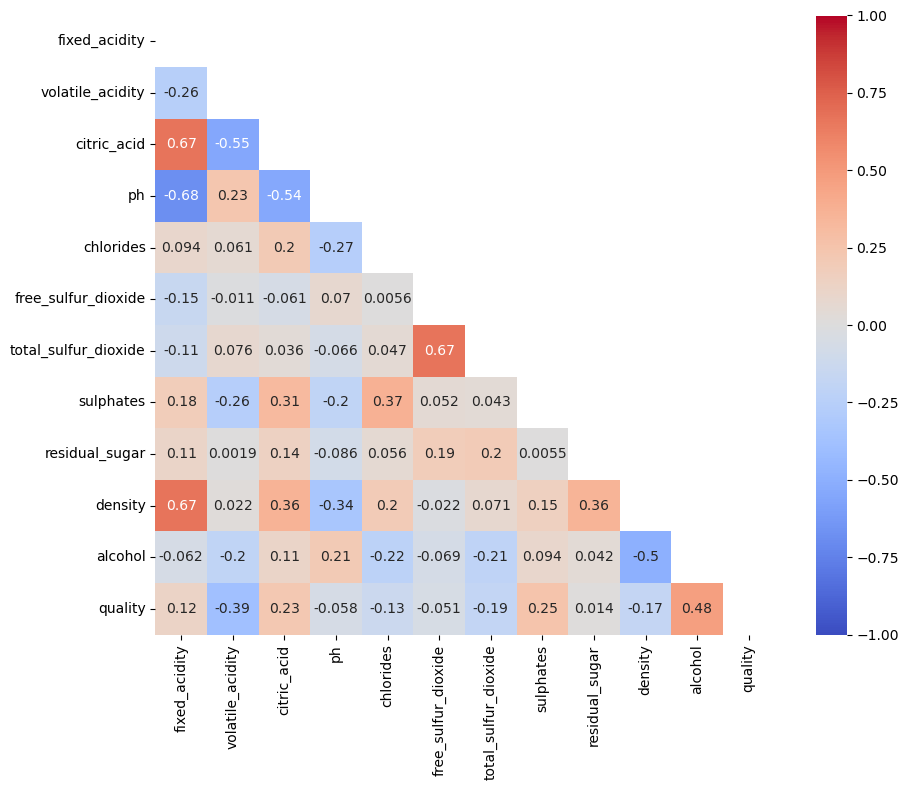 fixed_acidity
volatile_acidity -0.26
citric_acid 0.67 -0.55
ph -0.68 0.23 -0.54
chlorides 0.094 0.061 0.2 -0.27
free_sulfur_dioxide -0.15 -0.011 -0.061 0.07 0.0056
total_sulfur_dioxide -0.11 0.076 0.036 -0.066 0.047 0.67
sulphates 0.18 -0.26 0.31 -0.2 0.37 0.052 0.043
residual_sugar 0.11 0.0019 0.14 -0.086 0.056 0.19 0.2 0.0055
density 0.67 0.022 0.36 -0.34 0.2 -0.022 0.071 0.15 0.36
alcohol -0.062 -0.2 0.11 0.21 -0.22 -0.069 -0.21 0.094 0.042 -0.5
quality 0.12 -0.39 0.23 -0.058 -0.13 -0.051 -0.19 0.25 0.014 -0.17 0.48
fixed_acidity
volatile_acidity
citric_acid
ph
chlorides
free_sulfur_dioxide
total_sulfur_dioxide
sulphates
residual_sugar
density
alcohol
quality
1.00
0.75
0.50
0.25
0.00
−0.25
−0.50
−0.75
−1.00